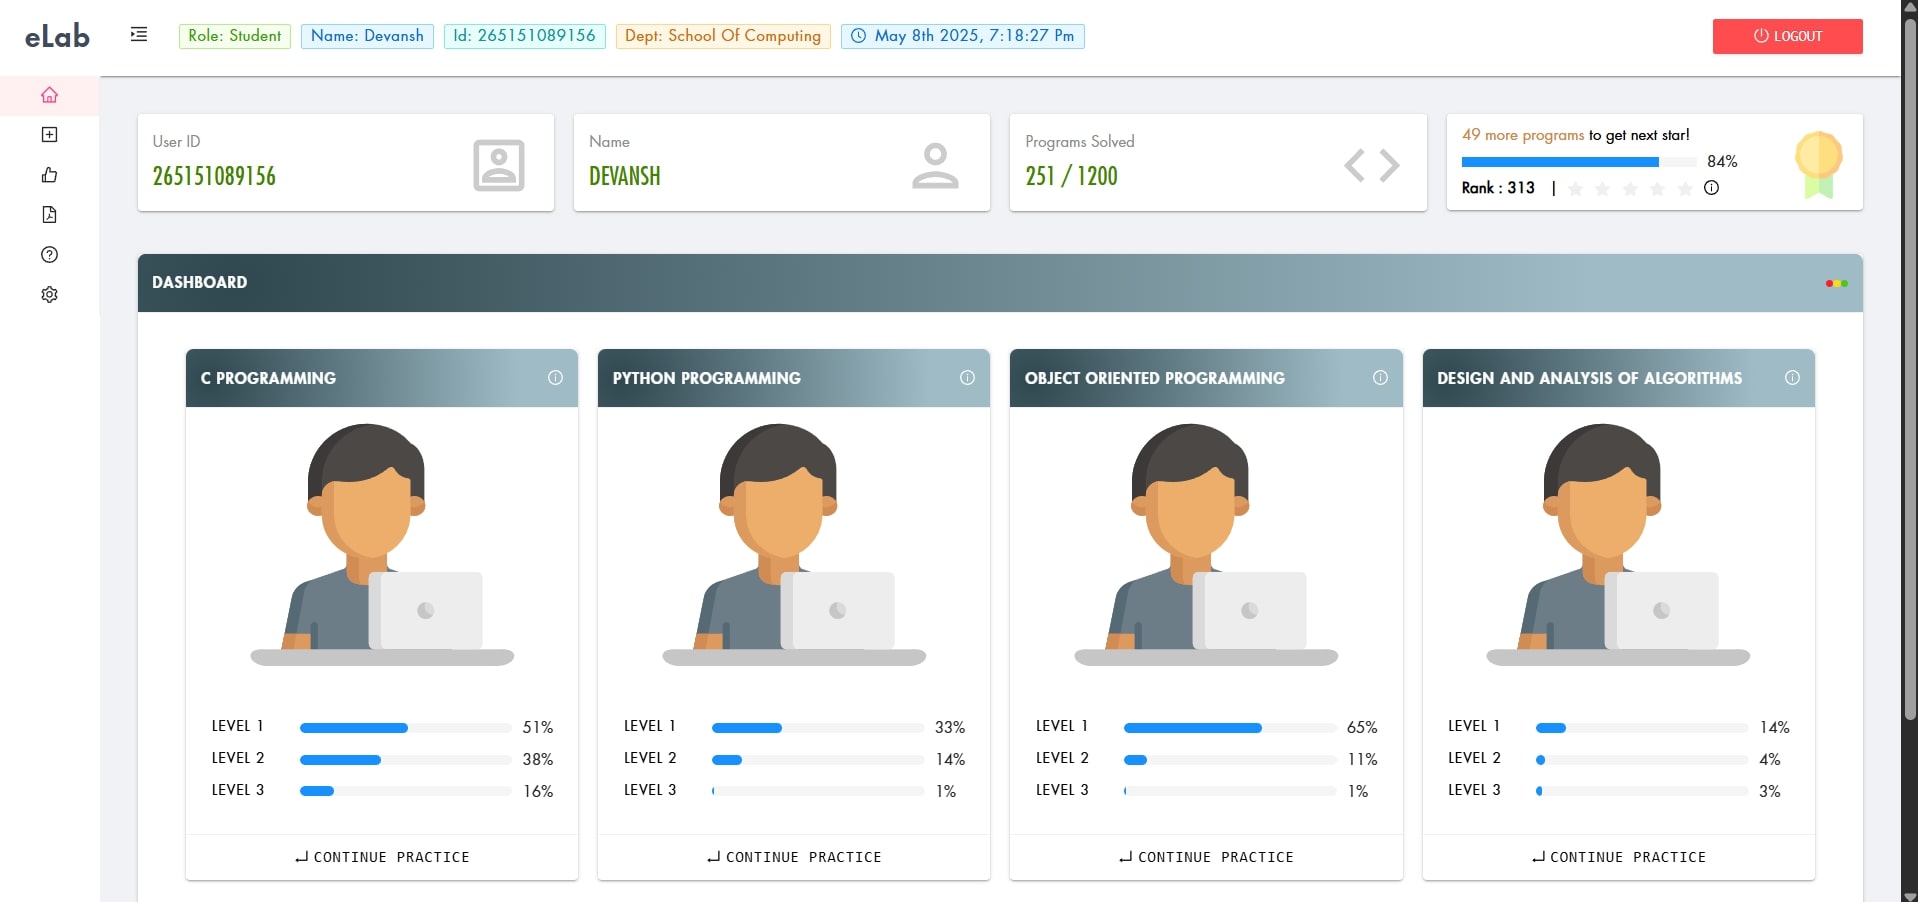 eLab
Role: Student
Name: Devansh
Id: 265151089156
Dept: School Of Computing
May 8th 2025, 7:18:27 Pm
LOGOUT
User ID
265151089156
Name
DEVANSH
Programs Solved
251 / 1200
49 more programs to get next star!
84%
Rank : 313 |
DASHBOARD
C PROGRAMMING
LEVEL 1 51%
LEVEL 2 38%
LEVEL 3 16%
CONTINUE PRACTICE
PYTHON PROGRAMMING
LEVEL 1 33%
LEVEL 2 14%
LEVEL 3 1%
CONTINUE PRACTICE
OBJECT ORIENTED PROGRAMMING
LEVEL 1 65%
LEVEL 2 11%
LEVEL 3 1%
CONTINUE PRACTICE
DESIGN AND ANALYSIS OF ALGORITHMS
LEVEL 1 14%
LEVEL 2 4%
LEVEL 3 3%
CONTINUE PRACTICE